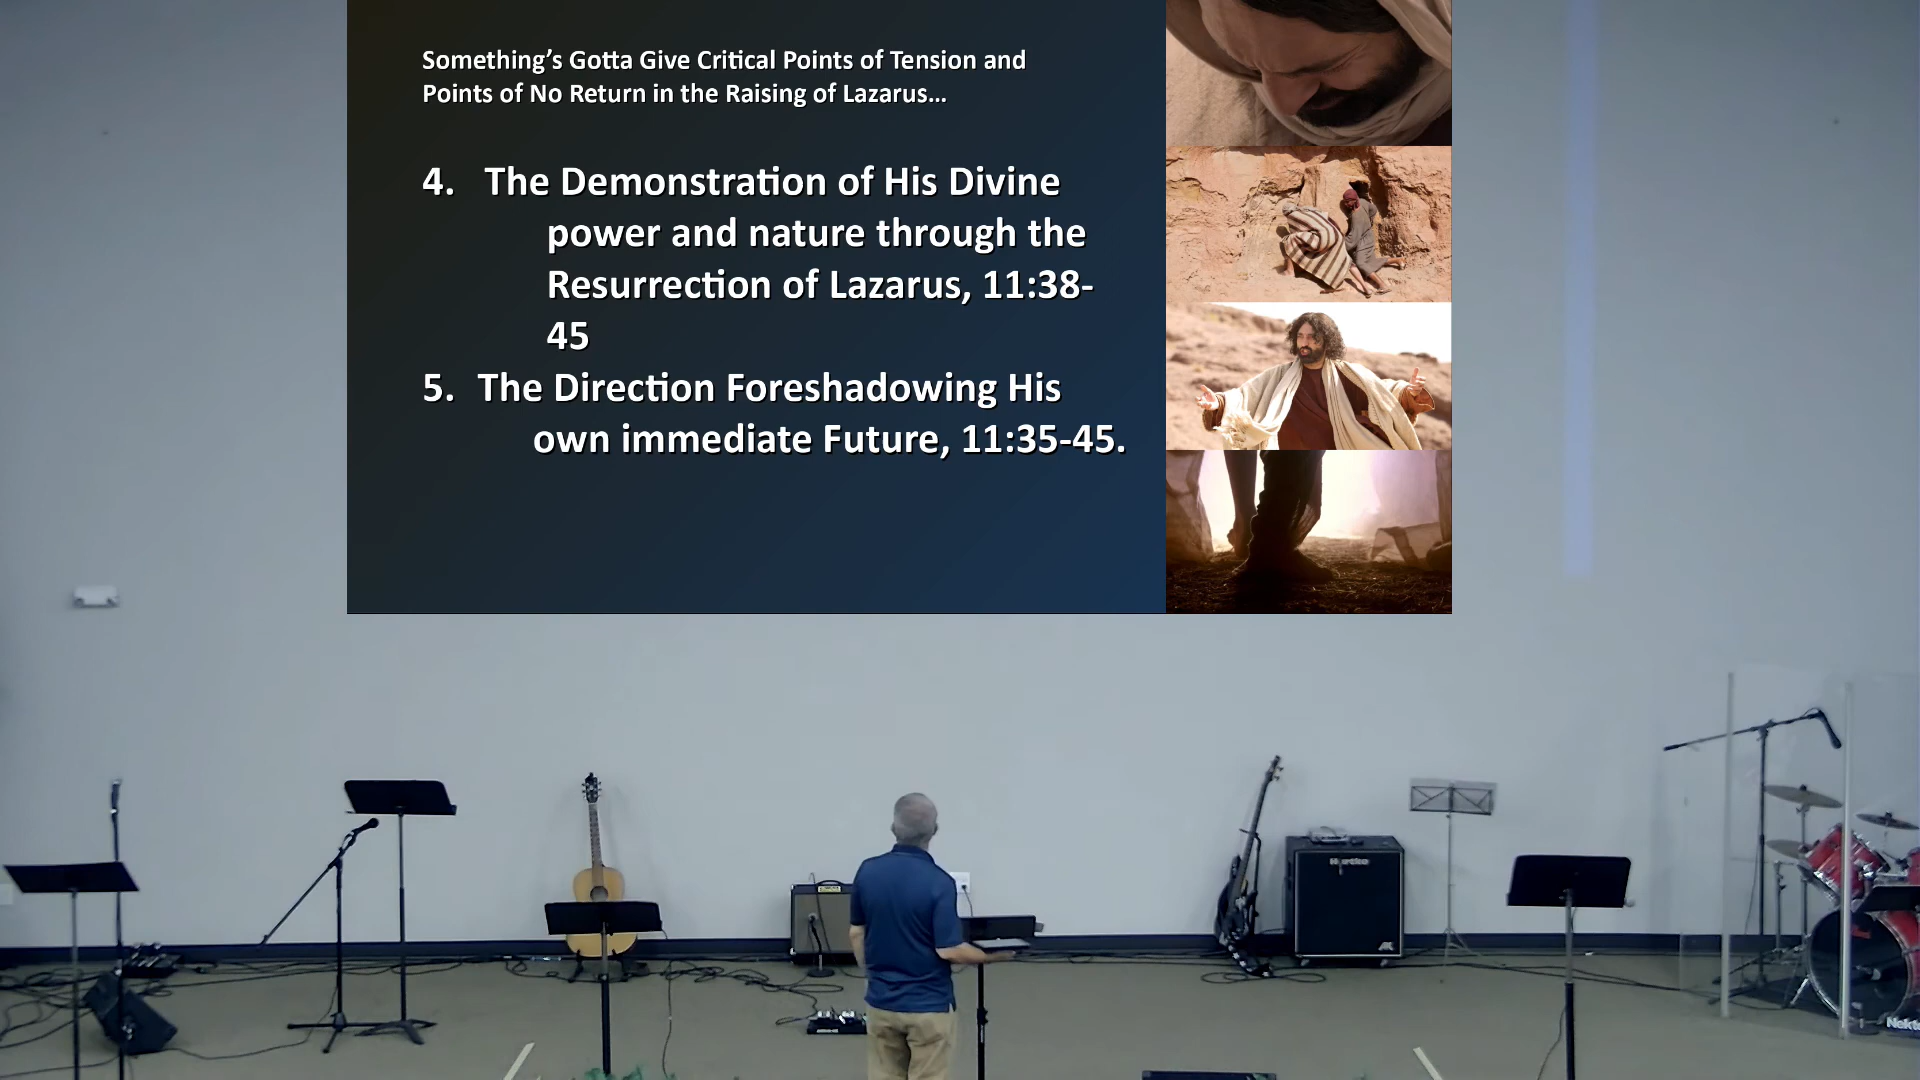 Something's Gotta Give Critical Points of Tension and
Points of No Return in the Raising of Lazarus...
4. The Demonstration of His Divine
power and nature through the
Resurrection of Lazarus, 11:38-
45
5. The Direction Foreshadowing His
own immediate Future, 11:35-45.
Hartke